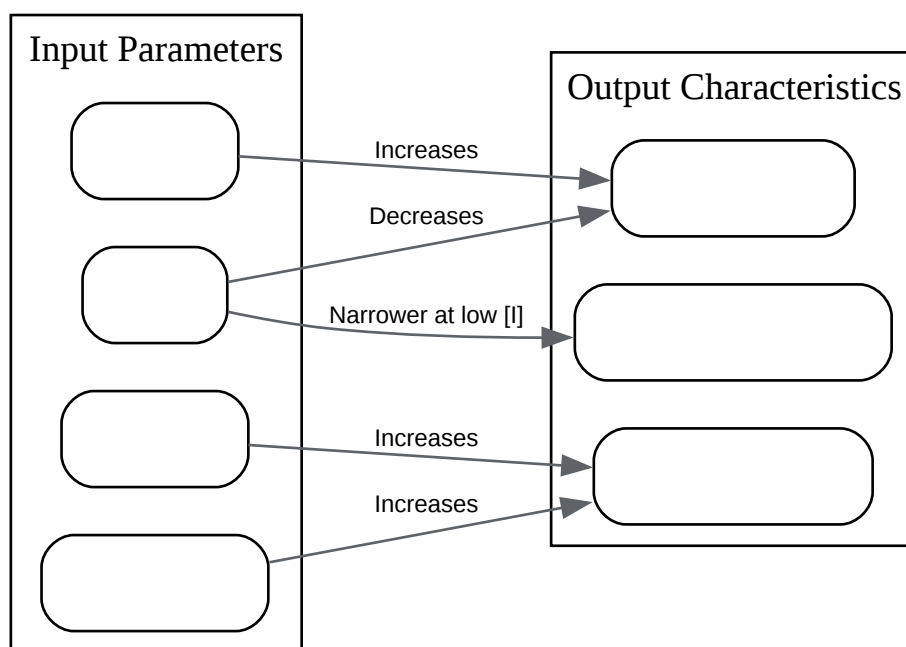 Input Parameters
Output Characteristics
Increases
Decreases
Narrower at low [I]
Increases
Increases